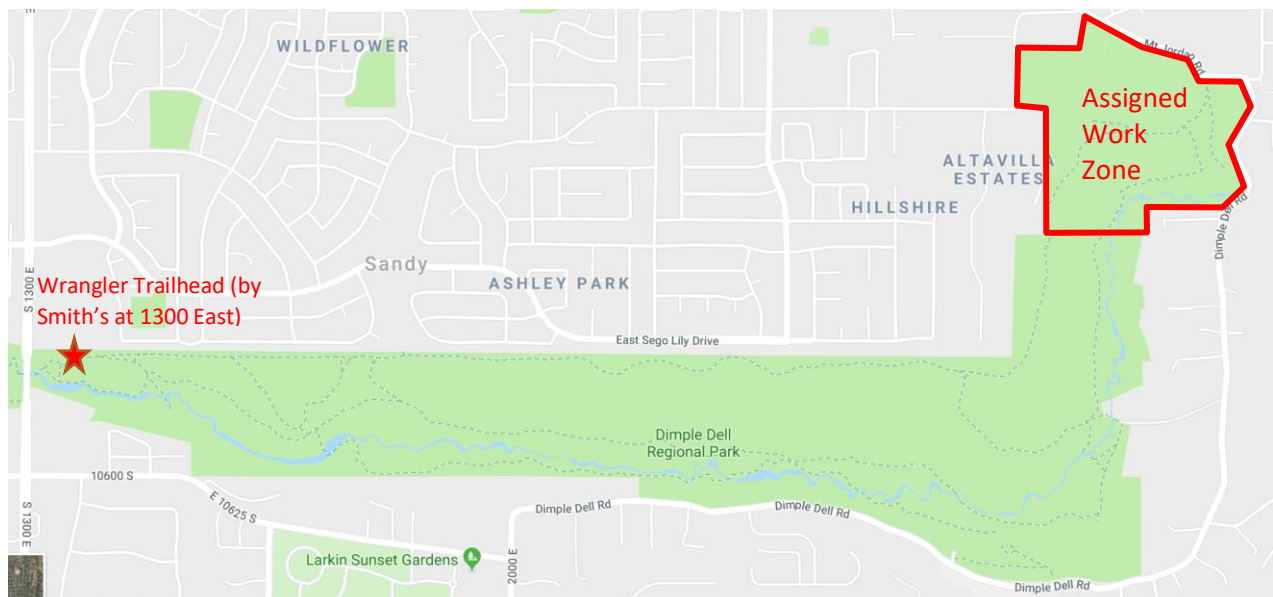 E
WILDFLOWER
Mt Jordan Rd
Assigned
Work
Zone
ALTAVILLA
ESTATES
HILLSHIRE
Dimple Dell Rd
Sandy
ASHLEY PARK
S 1300 E
Wrangler Trailhead (by
Smith's at 1300 East)
East Sego Lily Drive
Dimple Dell
Regional Park
10600 S
E 10625 S
S 1300 E
Dimple Dell Rd
Dimple Dell Rd
Larkin Sunset Gardens
2000 E
Dimple Dell Rd